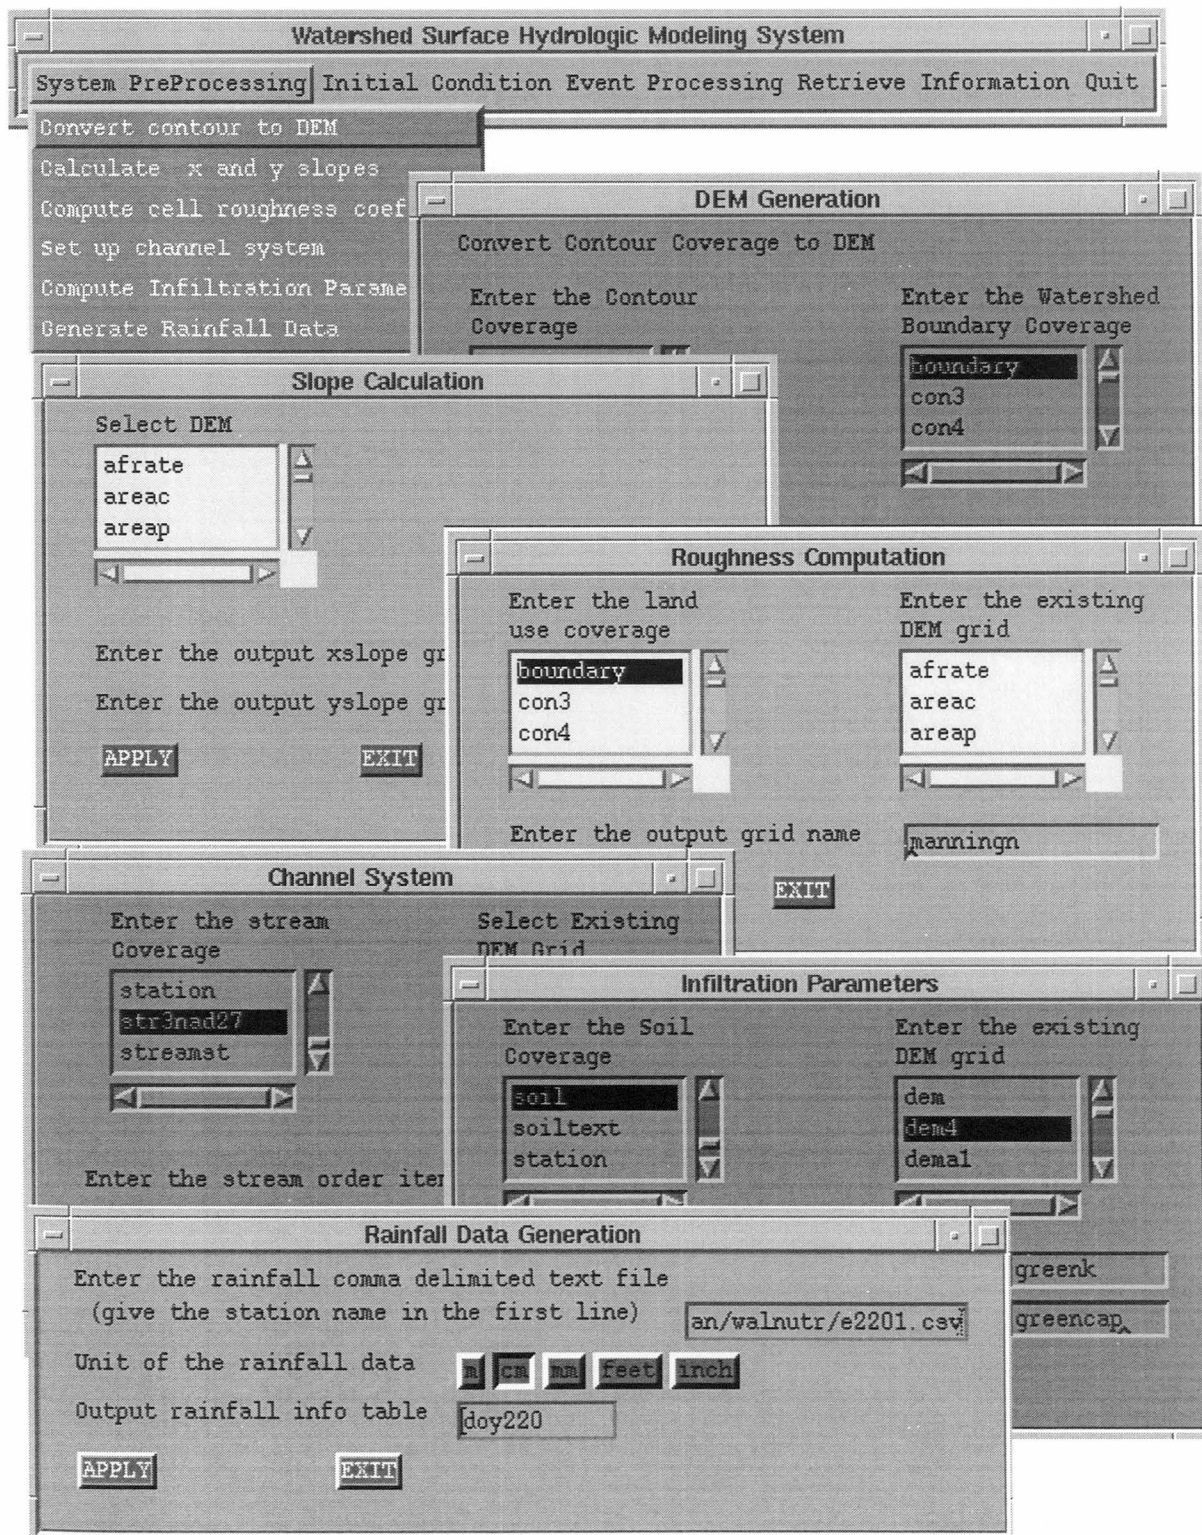 Watershed Surface Hydrologic Modeling System
System PreProcessing Initial Condition Event Processing Retrieve Information Quit
Convert contour to DEM
Calculate x and y slopes
Compute cell roughness coef
Set up channel system
Compute Infiltration Parame
Generate Rainfall Data
DEM Generation
Convert Contour Coverage to DEM
Enter the Contour
Coverage
Enter the Watershed
Boundary Coverage
boundary
con3
con4
Slope Calculation
Select DEM
afrate
areac
areap
Enter the output xslope gr
Enter the output yslope gr
APPLY
EXIT
Roughness Computation
Enter the land
use coverage
boundary
con3
con4
Enter the existing
DEM grid
afrate
areac
areap
Enter the output grid name
manningn
EXIT
Channel System
Enter the stream
Coverage
station
str3nad27
streamst
Select Existing
DEM Grid
Enter the stream order item
Infiltration Parameters
Enter the Soil
Coverage
soil
soiltext
station
Enter the existing
DEM grid
dem
dem4
dema1
greenk
greencap
Rainfall Data Generation
Enter the rainfall comma delimited text file
(give the station name in the first line)
an/walnutr/e2201.csv
Unit of the rainfall data
m cm mm feet inch
Output rainfall info table
doy220
APPLY
EXIT